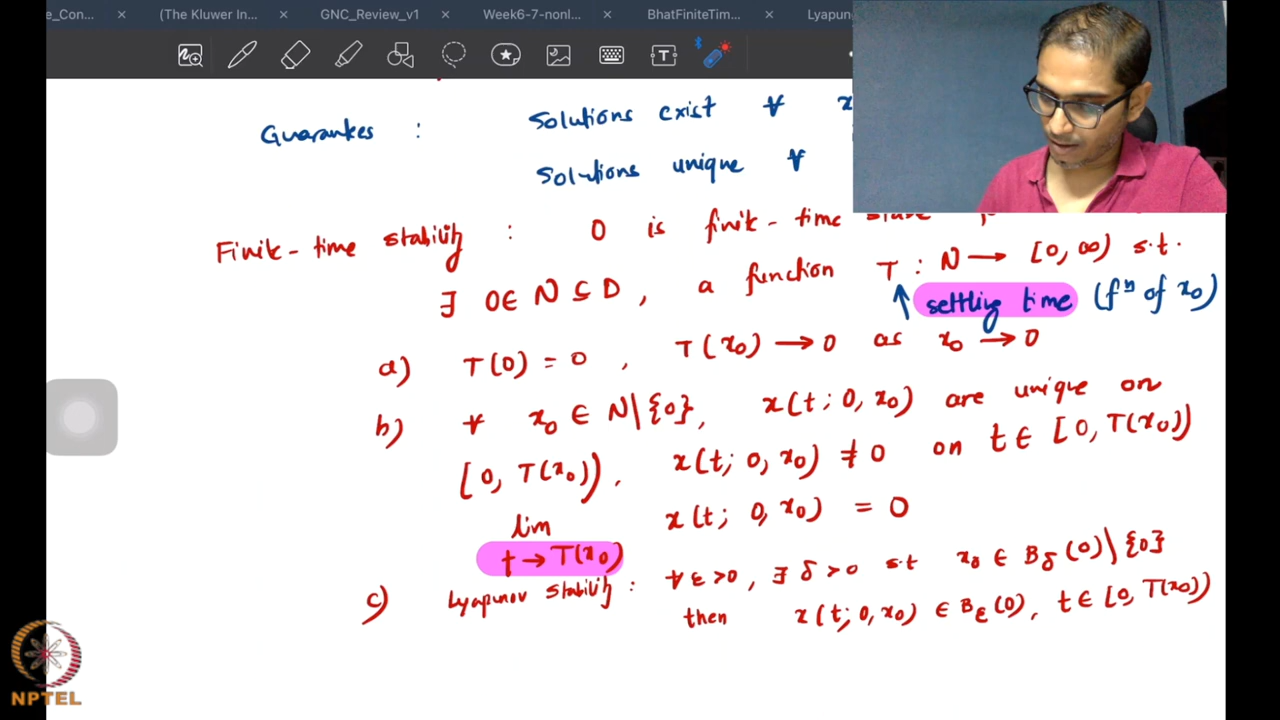 e_Con... × (The Kluwer In... × GNC_Review_v1 × Week6-7-nonl... × BhatFiniteTim... × Lyapu
Guarantees : Solutions exist ∀ x
Solutions unique ∀
Finite-time stability : 0 is finite-time
∃ 0 ∈ N ⊆ D, a function T : N → [0, ∞) s.t.
settling time (fⁿ of x₀)
a) T(0) = 0, T(x₀) → 0 as x₀ → 0
b) ∀ x₀ ∈ N\{0}, x(t; 0, x₀) are unique on
[0, T(x₀)), x(t; 0, x₀) ≠ 0 on t ∈ [0, T(x₀))
lim x(t; 0, x₀) = 0
t → T(x₀)
c) Lyapunov stability : ∀ ε > 0, ∃ δ > 0 s.t x₀ ∈ B_δ(0)\{0}
then x(t; 0, x₀) ∈ B_ε(0), t ∈ [0, T(x₀))
NPTEL